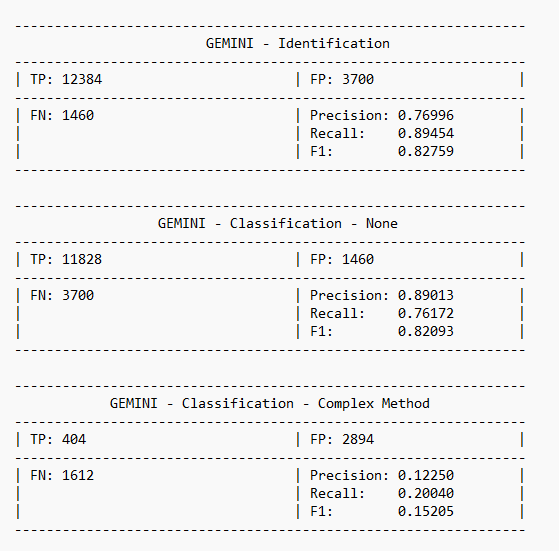 GEMINI - Identification
TP: 12384 | FP: 3700
FN: 1460 | Precision: 0.76996
Recall: 0.89454
F1: 0.82759
GEMINI - Classification - None
TP: 11828 | FP: 1460
FN: 3700 | Precision: 0.89013
Recall: 0.76172
F1: 0.82093
GEMINI - Classification - Complex Method
TP: 404 | FP: 2894
FN: 1612 | Precision: 0.12250
Recall: 0.20040
F1: 0.15205